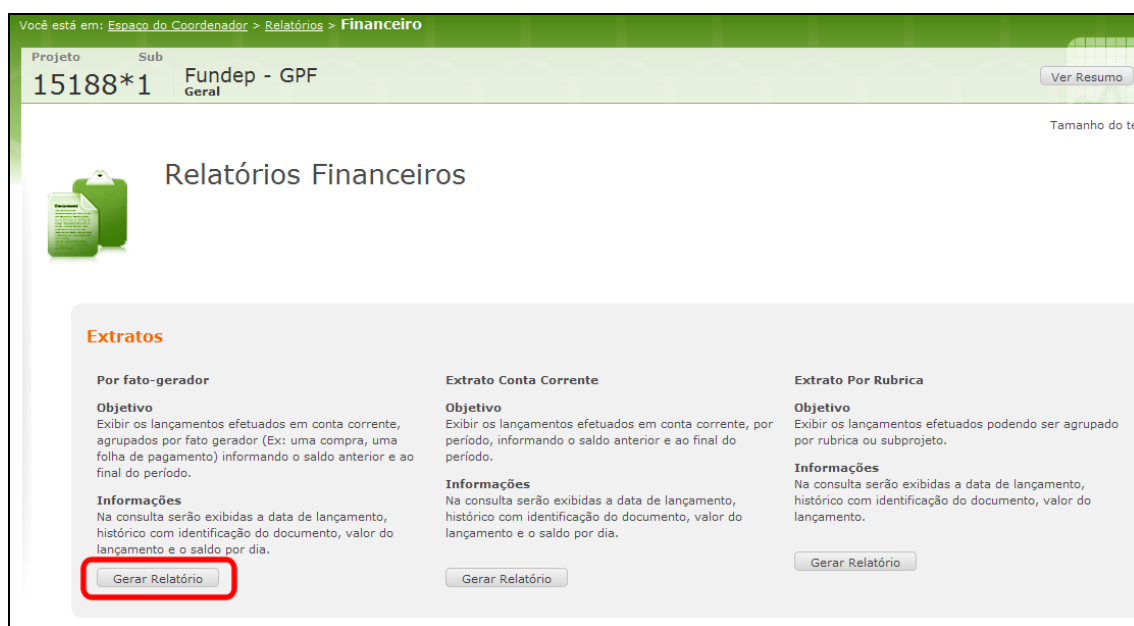 Você está em: Espaço do Coordenador > Relatórios > Financeiro
Projeto Sub
15188*1 Fundep - GPF
Geral
Ver Resumo
Tamanho do te
Relatórios Financeiros
Extratos
Por fato-gerador
Objetivo
Exibir os lançamentos efetuados em conta corrente,
agrupados por fato gerador (Ex: uma compra, uma
folha de pagamento) informando o saldo anterior e ao
final do período.
Informações
Na consulta serão exibidas a data de lançamento,
histórico com identificação do documento, valor do
lançamento e o saldo por dia.
Gerar Relatório
Extrato Conta Corrente
Objetivo
Exibir os lançamentos efetuados em conta corrente, por
período, informando o saldo anterior e ao final do
período.
Informações
Na consulta serão exibidas a data de lançamento,
histórico com identificação do documento, valor do
lançamento e o saldo por dia.
Gerar Relatório
Extrato Por Rubrica
Objetivo
Exibir os lançamentos efetuados podendo ser agrupado
por rubrica ou subprojeto.
Informações
Na consulta serão exibidas a data de lançamento,
histórico com identificação do documento, valor do
lançamento.
Gerar Relatório